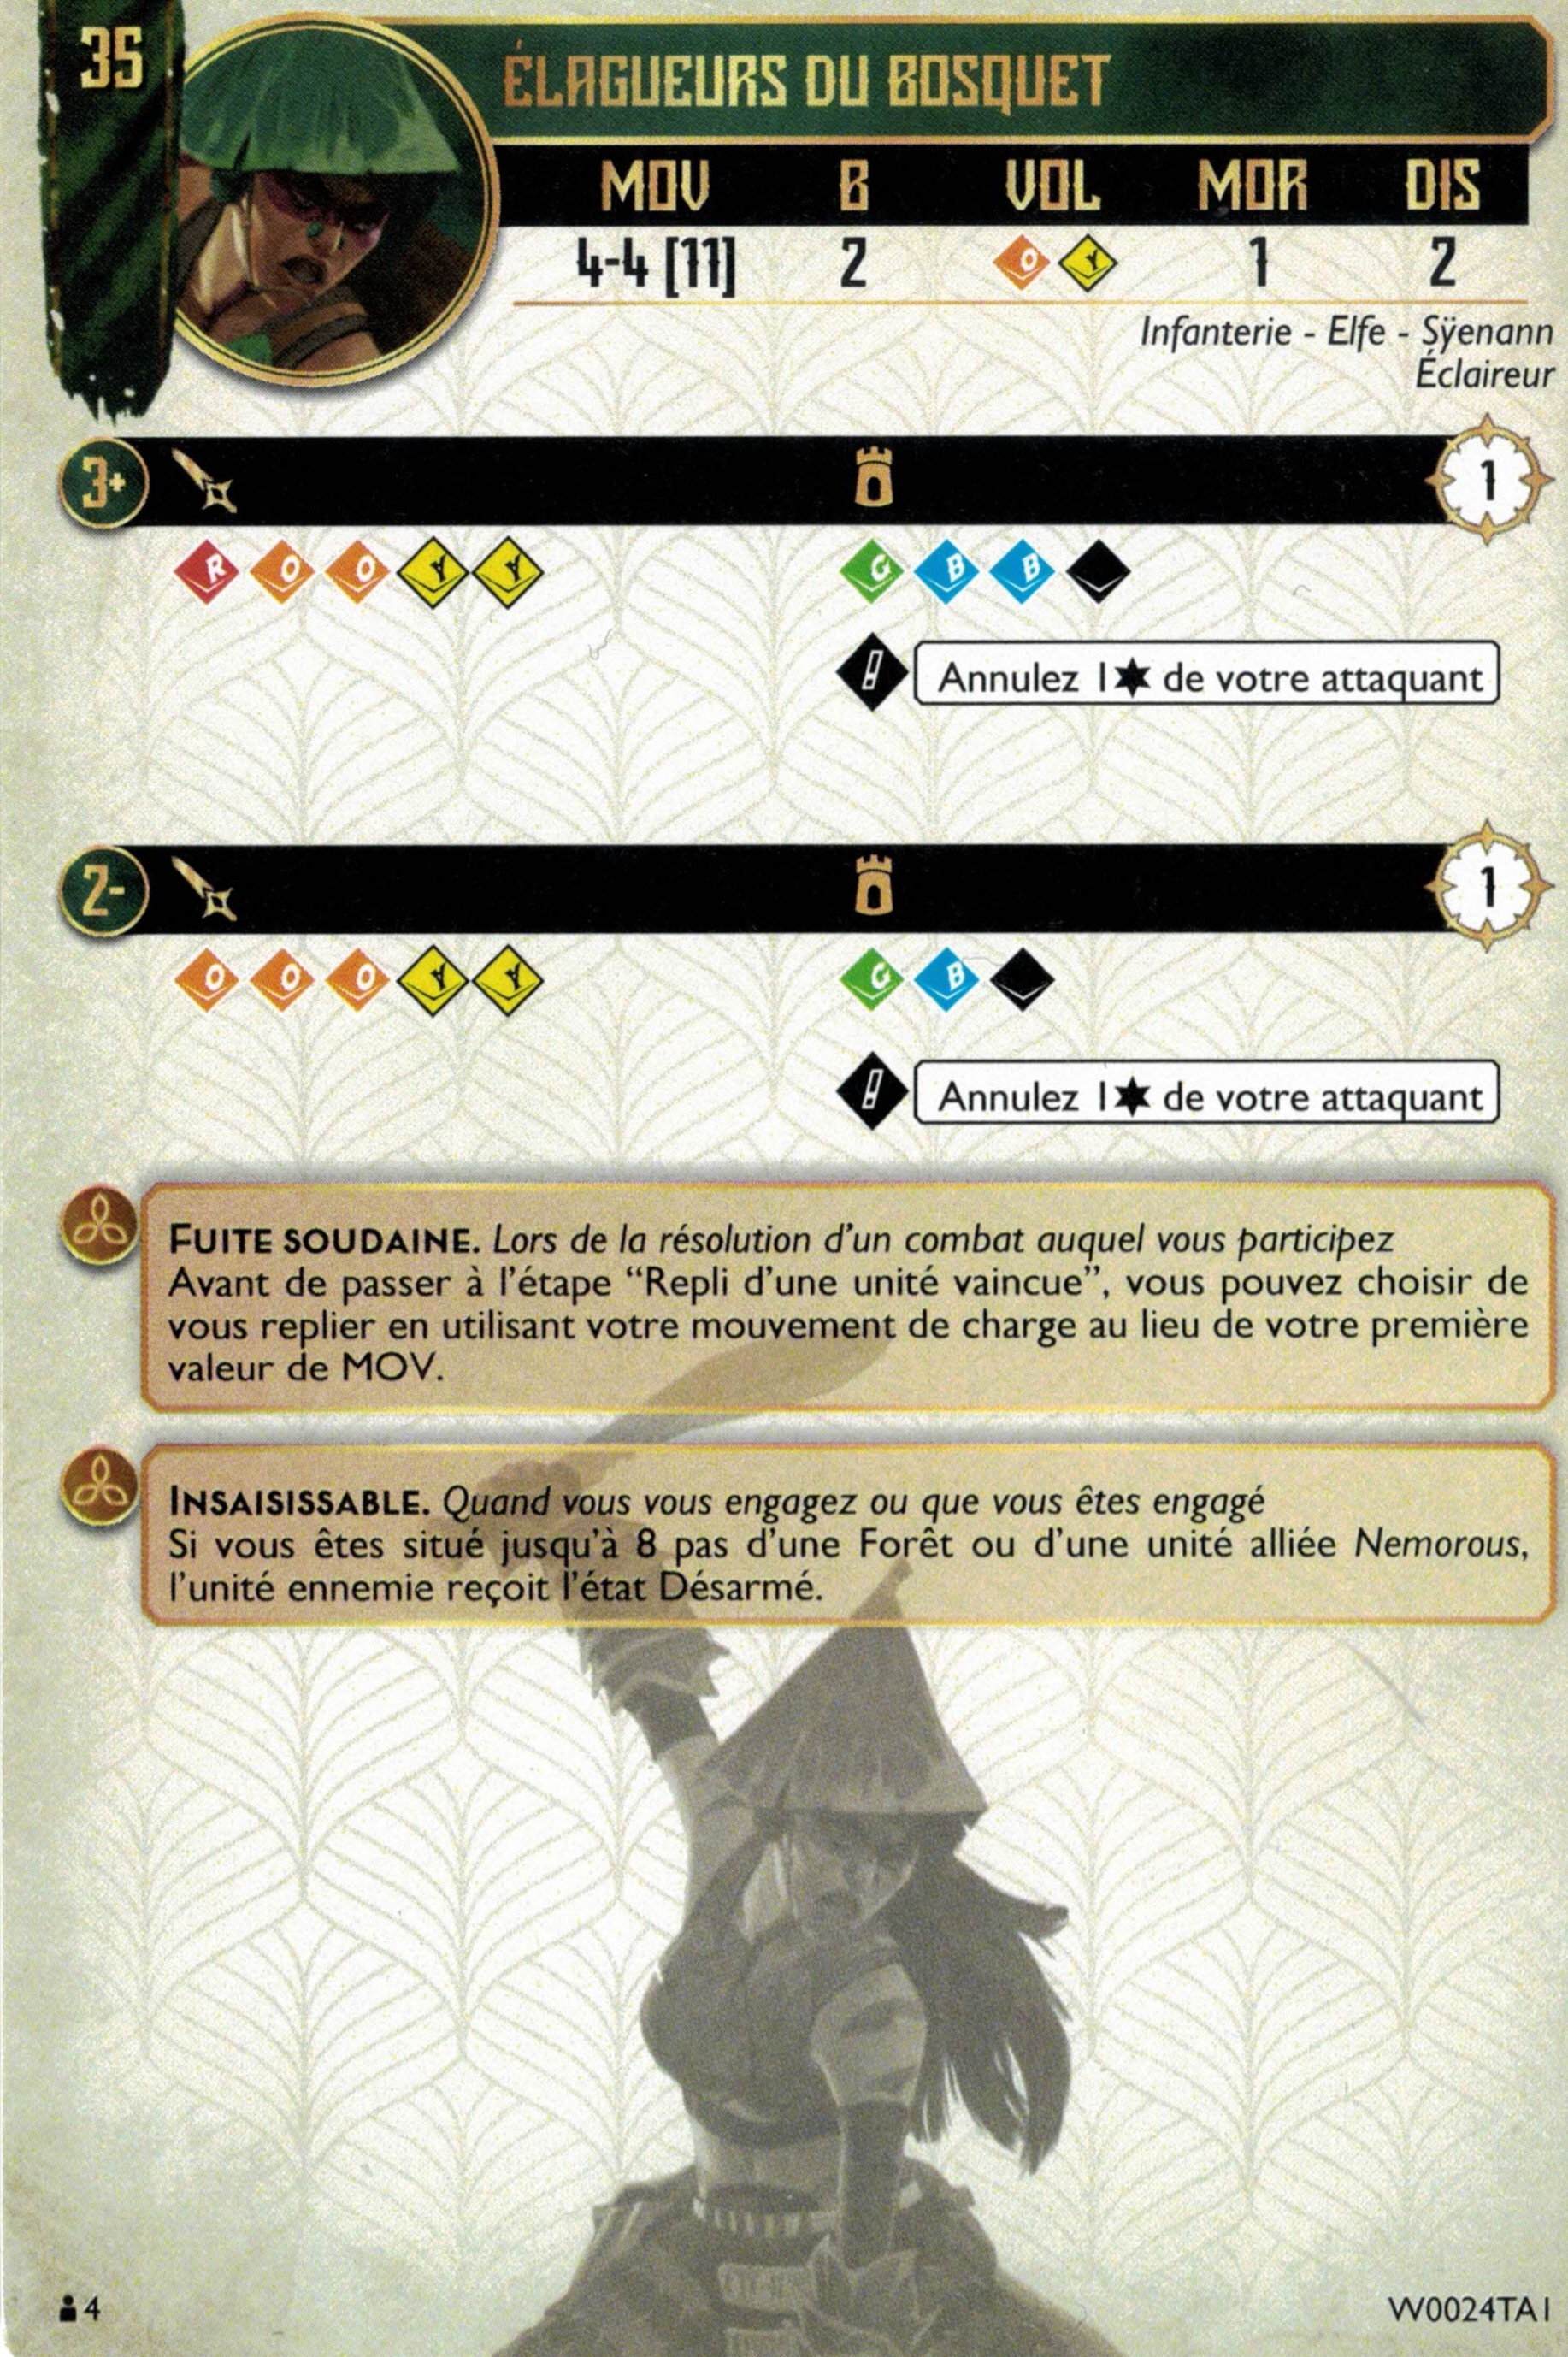 35
ÉLAGUEURS DU BOSQUET
MOV B VOL MOR DIS
4-4 [11] 2 O Y 1 2
Infanterie - Elfe - Sÿenann
Éclaireur
3+ 1
R O O Y Y G B B
! Annulez 1★ de votre attaquant
2- 1
O O O Y Y G B
! Annulez 1★ de votre attaquant
FUITE SOUDAINE. Lors de la résolution d'un combat auquel vous participez
Avant de passer à l'étape “Repli d'une unité vaincue”, vous pouvez choisir de
vous replier en utilisant votre mouvement de charge au lieu de votre première
valeur de MOV.
INSAISISSABLE. Quand vous vous engagez ou que vous êtes engagé
Si vous êtes situé jusqu'à 8 pas d'une Forêt ou d'une unité alliée Nemorous,
l'unité ennemie reçoit l'état Désarmé.
4
W0024TA1